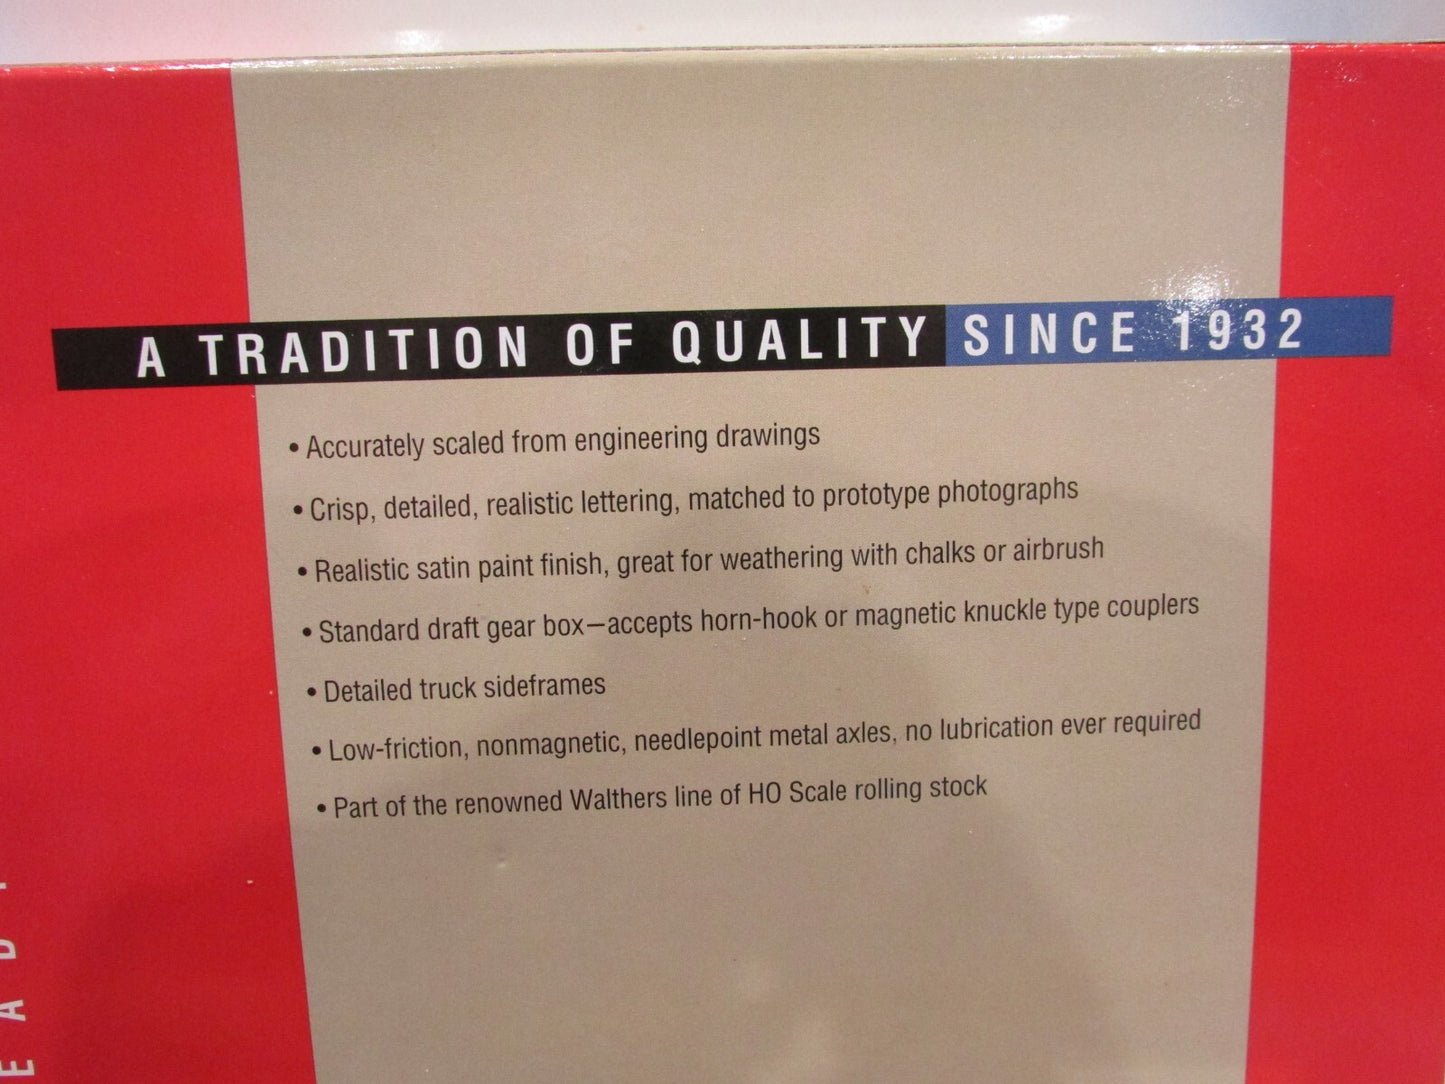 A TRADITION OF QUALITY SINCE 1932
• Accurately scaled from engineering drawings
• Crisp, detailed, realistic lettering, matched to prototype photographs
• Realistic satin paint finish, great for weathering with chalks or airbrush
• Standard draft gear box—accepts horn-hook or magnetic knuckle type couplers
• Detailed truck sideframes
• Low-friction, nonmagnetic, needlepoint metal axles, no lubrication ever required
• Part of the renowned Walthers line of HO Scale rolling stock